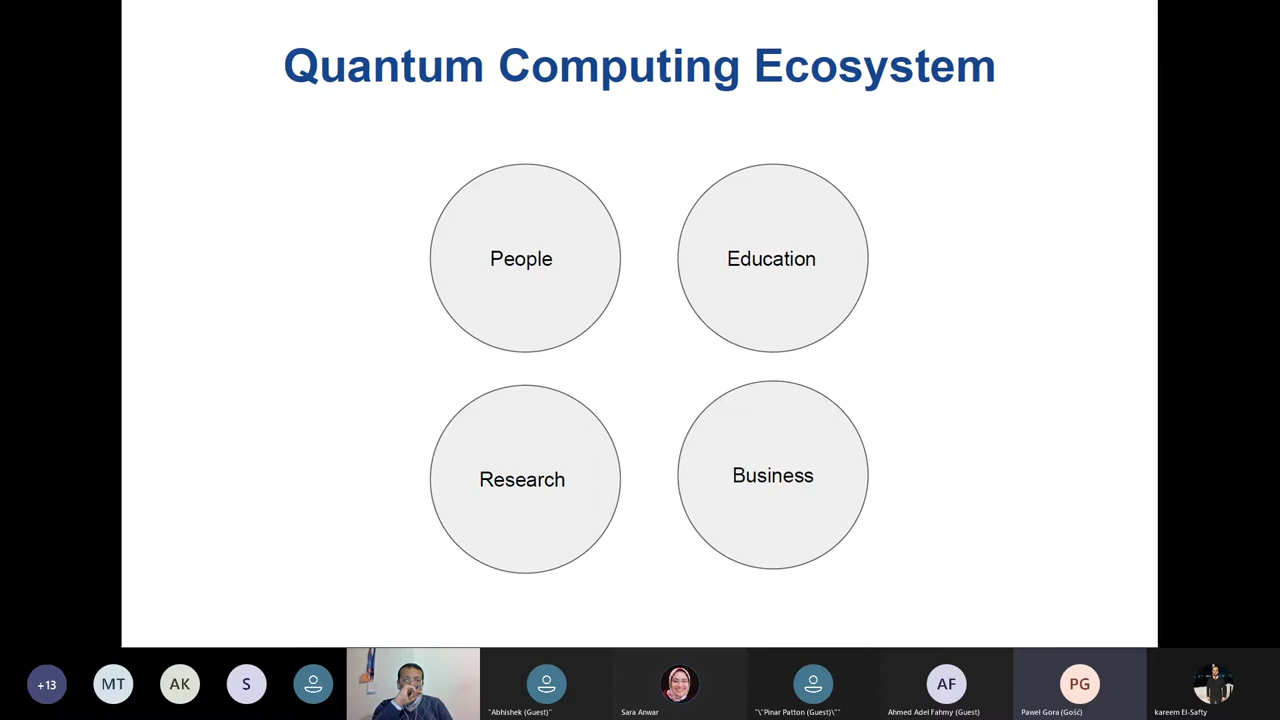 Quantum Computing Ecosystem
People
Education
Research
Business
+13
MT
AK
S
"Abhishek (Guest)"
Sara Anwar
"\"Pinar Patton (Guest)\""
AF
Ahmed Adel Fahmy (Guest)
PG
Paweł Gora (Gość)
kareem El-Safty